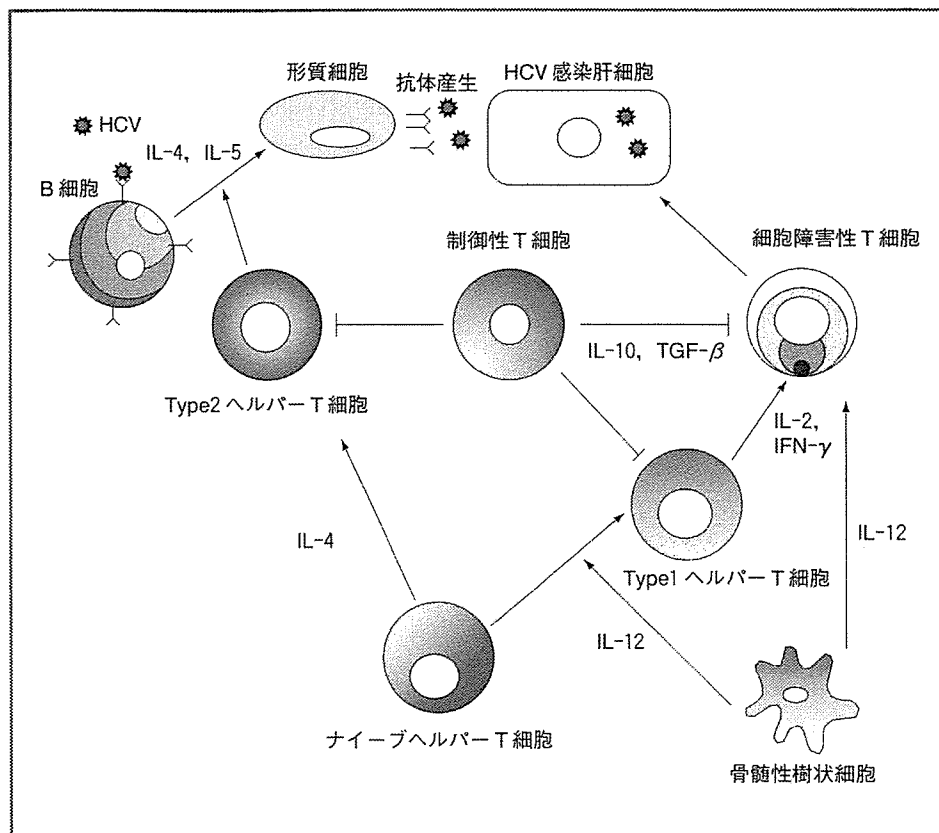 形質細胞
抗体産生
HCV 感染肝細胞
HCV
IL-4, IL-5
B 細胞
制御性 T 細胞
細胞障害性 T 細胞
IL-10, TGF-β
Type2 ヘルパー T 細胞
IL-2,
IFN-γ
IL-4
IL-12
Type1 ヘルパー T 細胞
IL-12
ナイーブヘルパー T 細胞
骨髄性樹状細胞